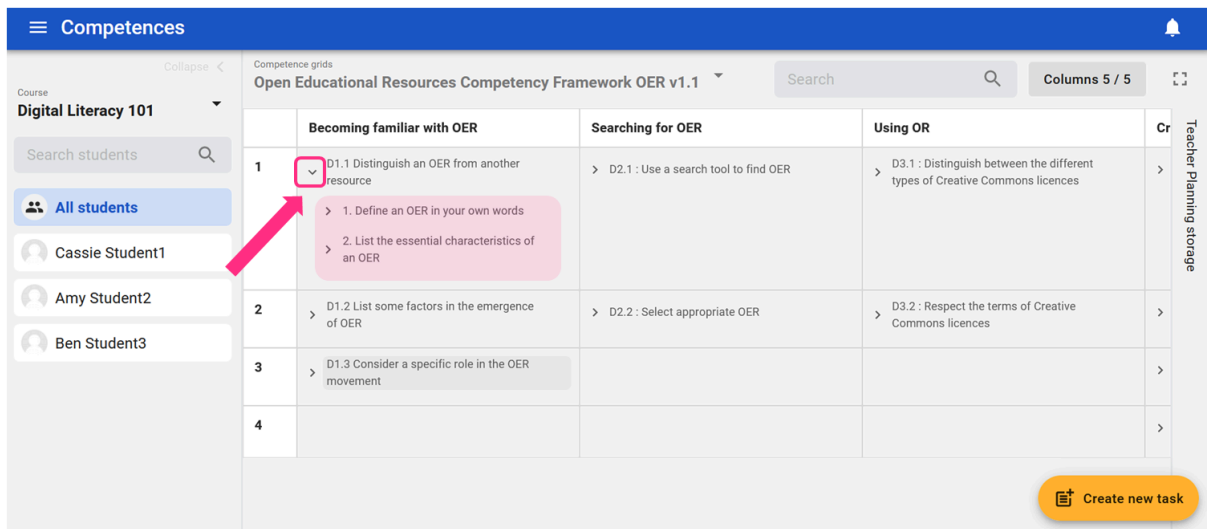 Competences
Collapse
Course
Digital Literacy 101
Search students
All students
Cassie Student1
Amy Student2
Ben Student3
Competence grids
Open Educational Resources Competency Framework OER v1.1
Search
Columns 5 / 5
Becoming familiar with OER
Searching for OER
Using OR
Cr
1
D1.1 Distinguish an OER from another
resource
1. Define an OER in your own words
2. List the essential characteristics of
an OER
D2.1 : Use a search tool to find OER
D3.1 : Distinguish between the different
types of Creative Commons licences
2
D1.2 List some factors in the emergence
of OER
D2.2 : Select appropriate OER
D3.2 : Respect the terms of Creative
Commons licences
3
D1.3 Consider a specific role in the OER
movement
4
Teacher Planning storage
Create new task